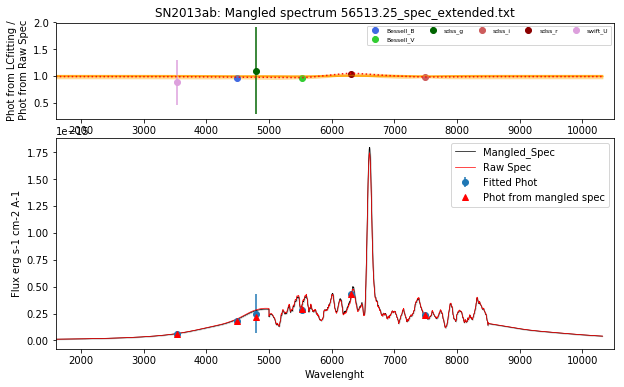 SN2013ab: Mangled spectrum 56513.25_spec_extended.txt
Phot from LCfitting /
Phot from Raw Spec
2.0
1.5
1.0
0.5
Bessell_B
Bessell_V
sdss_g
sdss_i
sdss_r
swift_U
2000 3000 4000 5000 6000 7000 8000 9000 10000
Flux erg s-1 cm-2 A-1
1.75
1.50
1.25
1.00
0.75
0.50
0.25
0.00
Mangled_Spec
Raw Spec
Fitted Phot
Phot from mangled spec
2000 3000 4000 5000 6000 7000 8000 9000 10000
Wavelenght